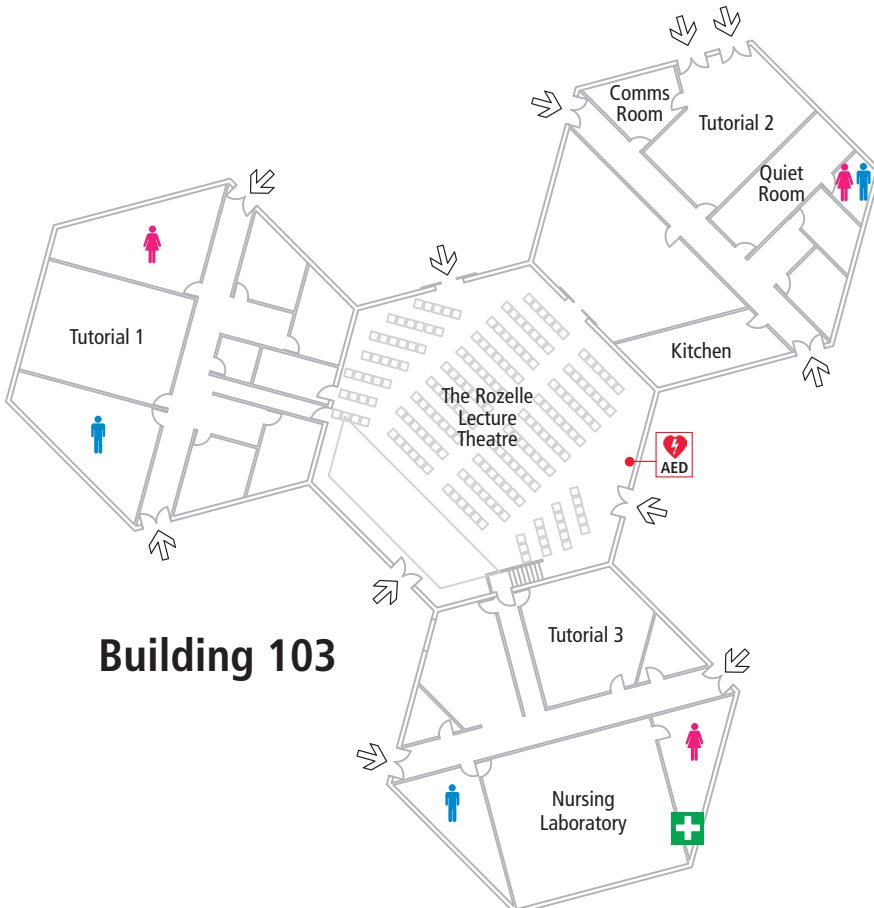 Comms
Room
Tutorial 2
Quiet
Room
Tutorial 1
Kitchen
The Rozelle
Lecture
Theatre
AED
Building 103
Tutorial 3
Nursing
Laboratory